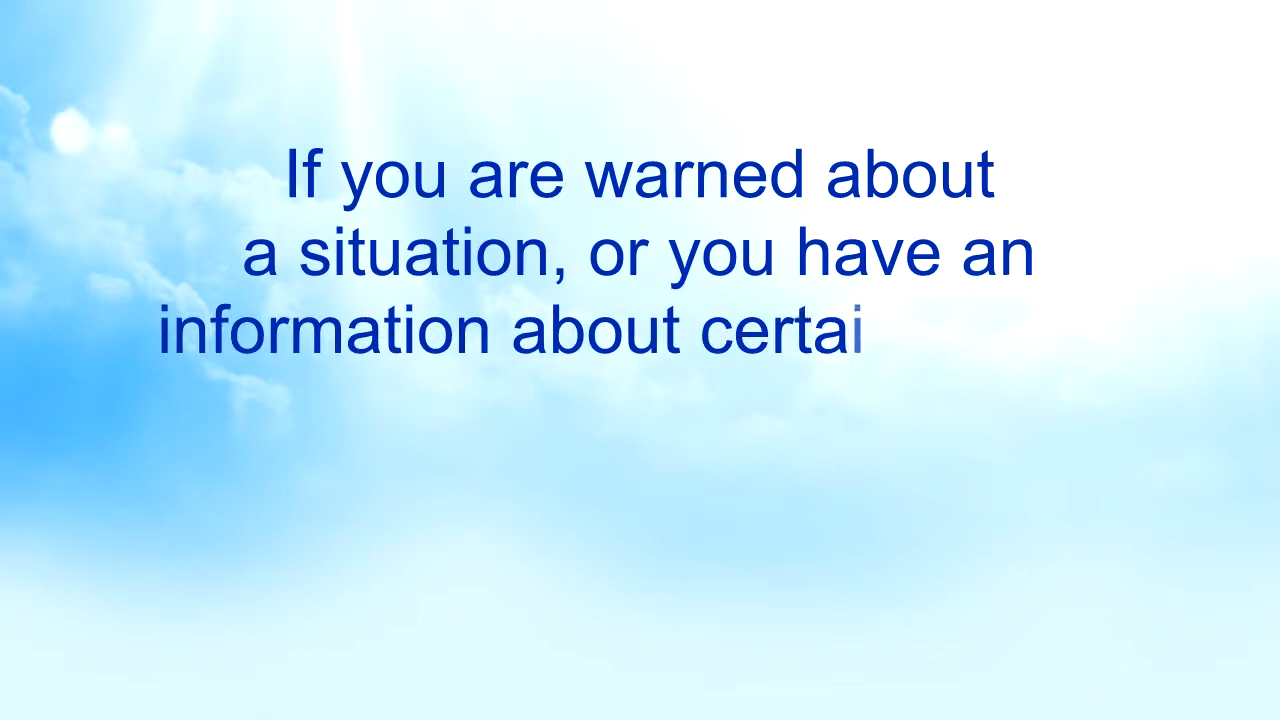 If you are warned about
a situation, or you have an
information about certai